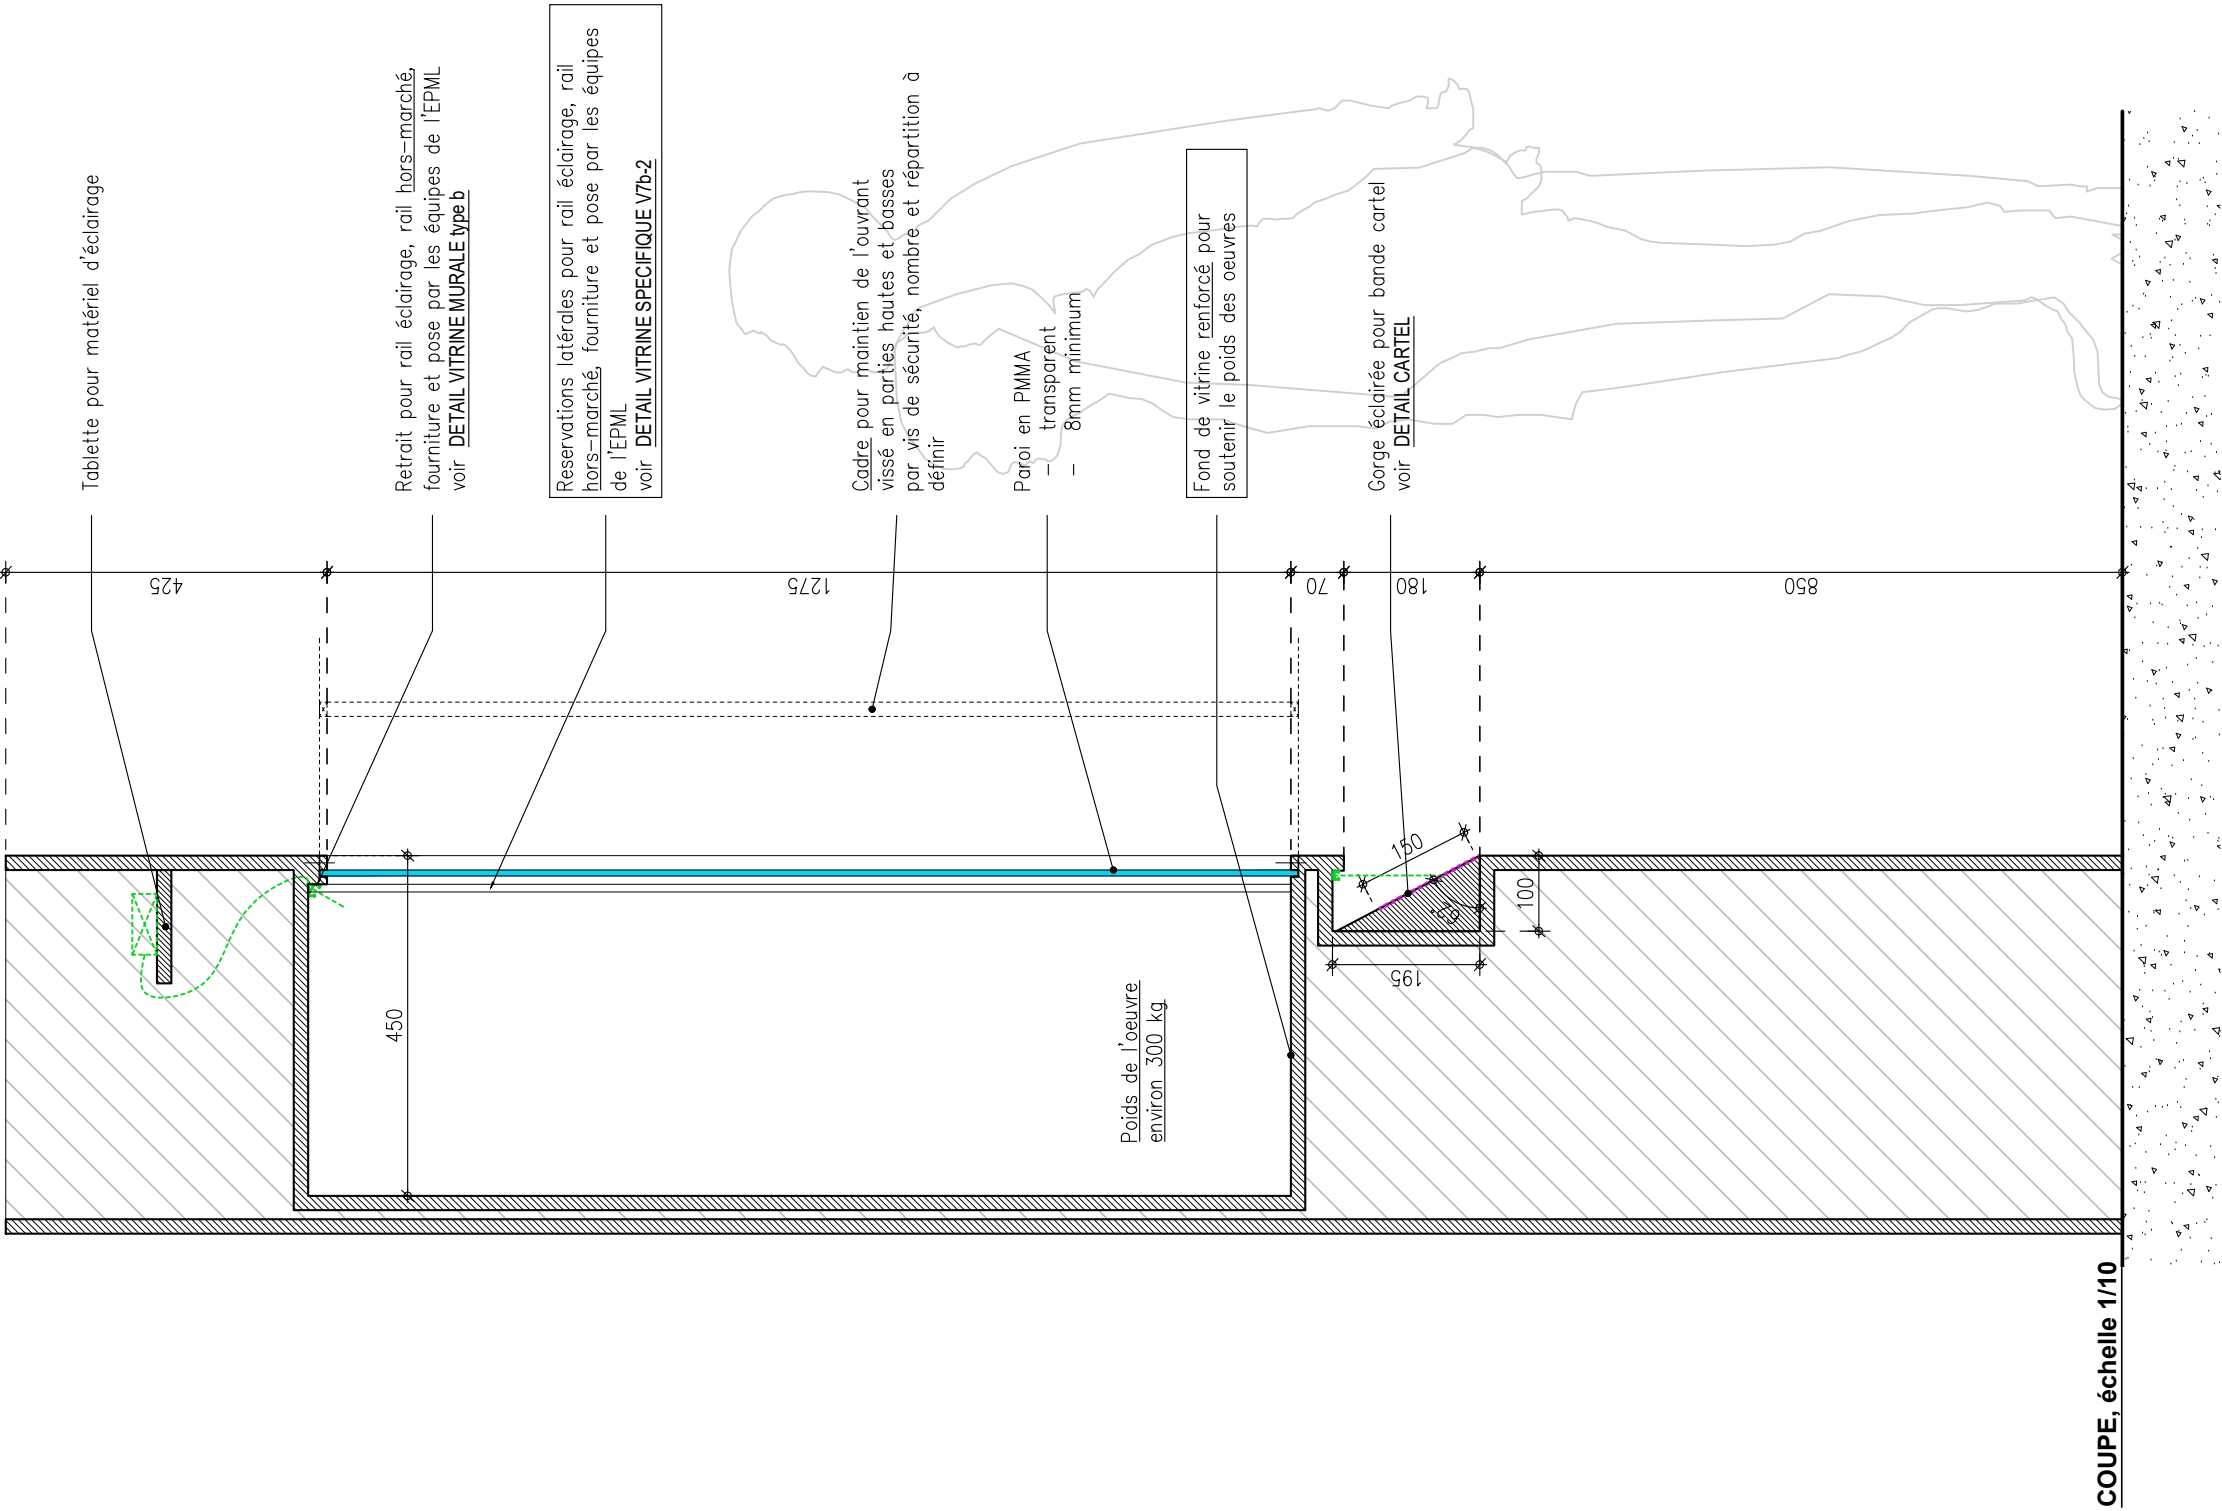 Tablette pour matériel d'éclairage
Retrait pour rail éclairage, rail hors-marché,
fourniture et pose par les équipes de l'EPML
voir DETAIL VITRINE MURALE type b
Reservations latérales pour rail éclairage, rail
hors-marché, fourniture et pose par les équipes
de l'EPML
voir DETAIL VITRINE SPECIFIQUE V7b-2
Cadre pour maintien de l'ouvrant
vissé en parties hautes et basses
par vis de sécurité, nombre et répartition à
définir
Paroi en PMMA
- transparent
- 8mm minimum
Fond de vitrine renforcé pour
soutenir le poids des oeuvres
Gorge éclairée pour bande cartel
voir DETAIL CARTEL
425
1275
70
180
850
450
150
100
195
63°
Poids de l'oeuvre
environ 300 kg
COUPE, échelle 1/10